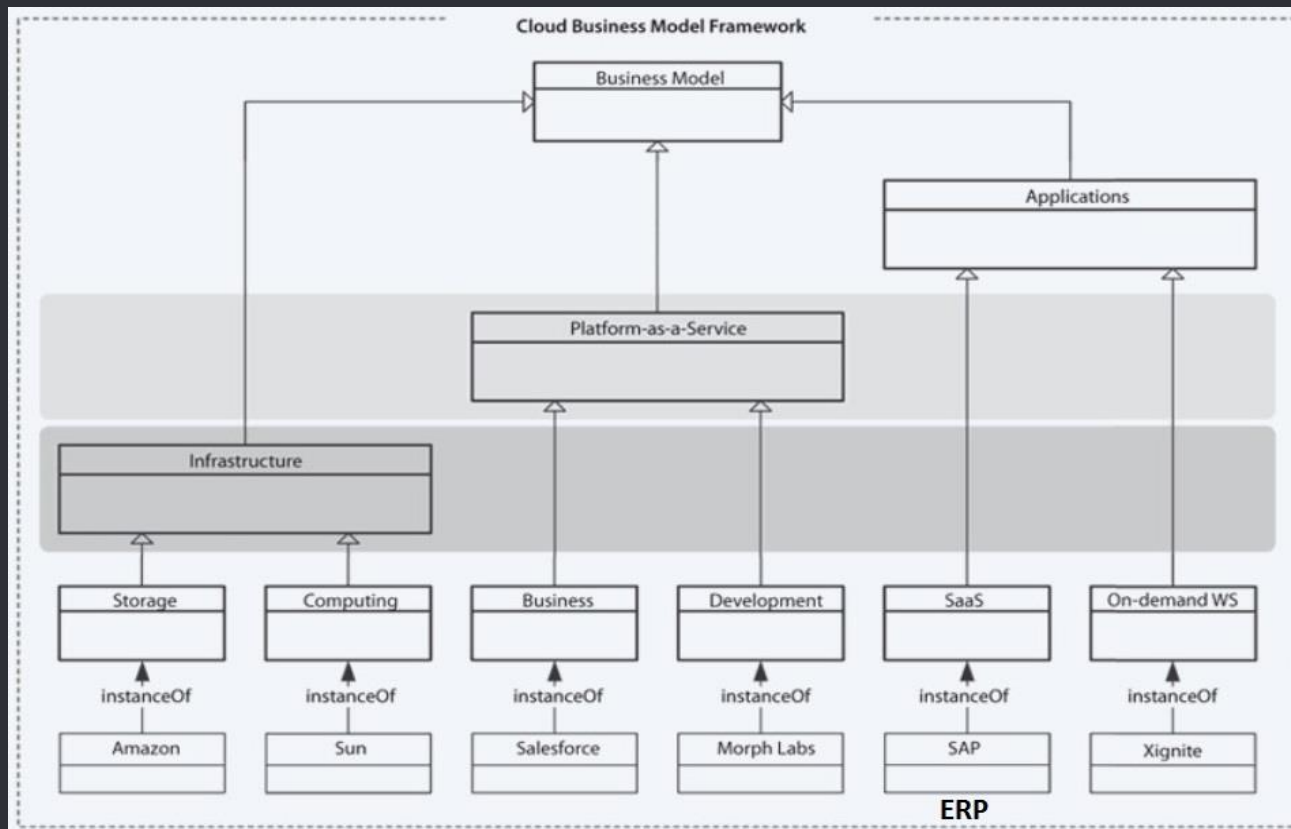 Cloud Business Model Framework
Business Model
Applications
Platform-as-a-Service
Infrastructure
Storage
Computing
Business
Development
SaaS
On-demand WS
instanceOf
instanceOf
instanceOf
instanceOf
instanceOf
instanceOf
Amazon
Sun
Salesforce
Morph Labs
SAP
Xignite
ERP